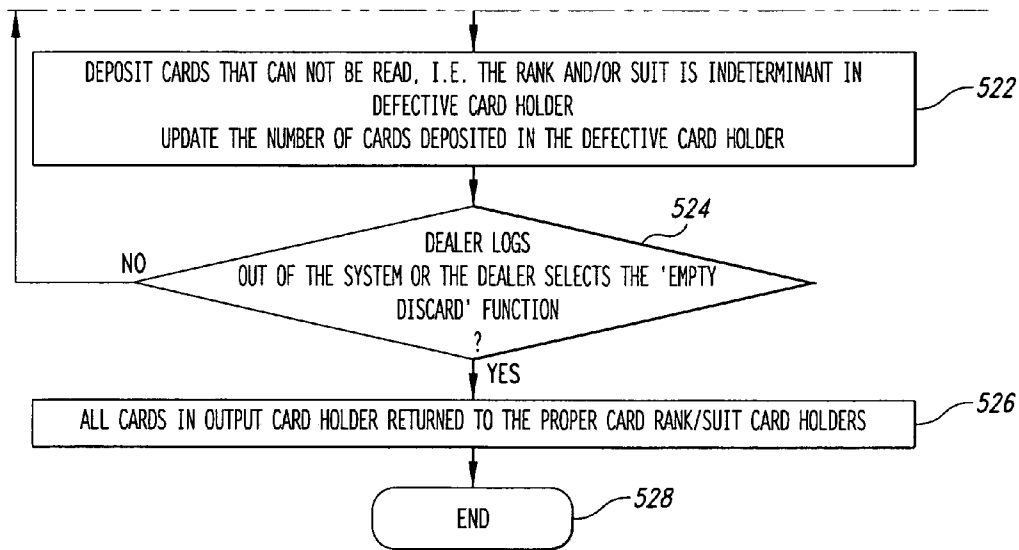 DEPOSIT CARDS THAT CAN NOT BE READ, I.E. THE RANK AND/OR SUIT IS INDETERMINANT IN
DEFECTIVE CARD HOLDER
UPDATE THE NUMBER OF CARDS DEPOSITED IN THE DEFECTIVE CARD HOLDER
522
524
DEALER LOGS
OUT OF THE SYSTEM OR THE DEALER SELECTS THE 'EMPTY
DISCARD' FUNCTION
?
NO
YES
ALL CARDS IN OUTPUT CARD HOLDER RETURNED TO THE PROPER CARD RANK/SUIT CARD HOLDERS
526
END
528